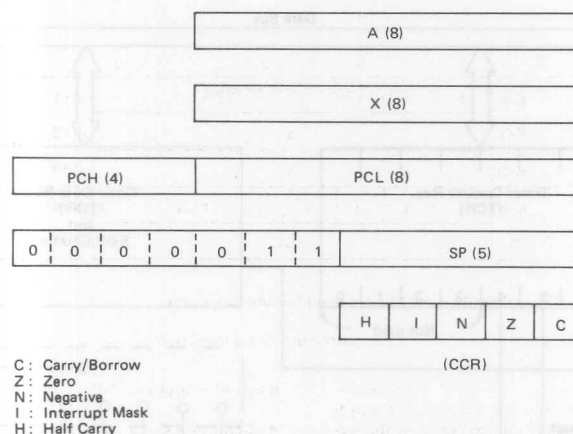 A (8)
X (8)
PCH (4) PCL (8)
0 0 0 0 0 1 1 SP (5)
H I N Z C
(CCR)
C : Carry/Borrow
Z : Zero
N : Negative
I : Interrupt Mask
H : Half Carry